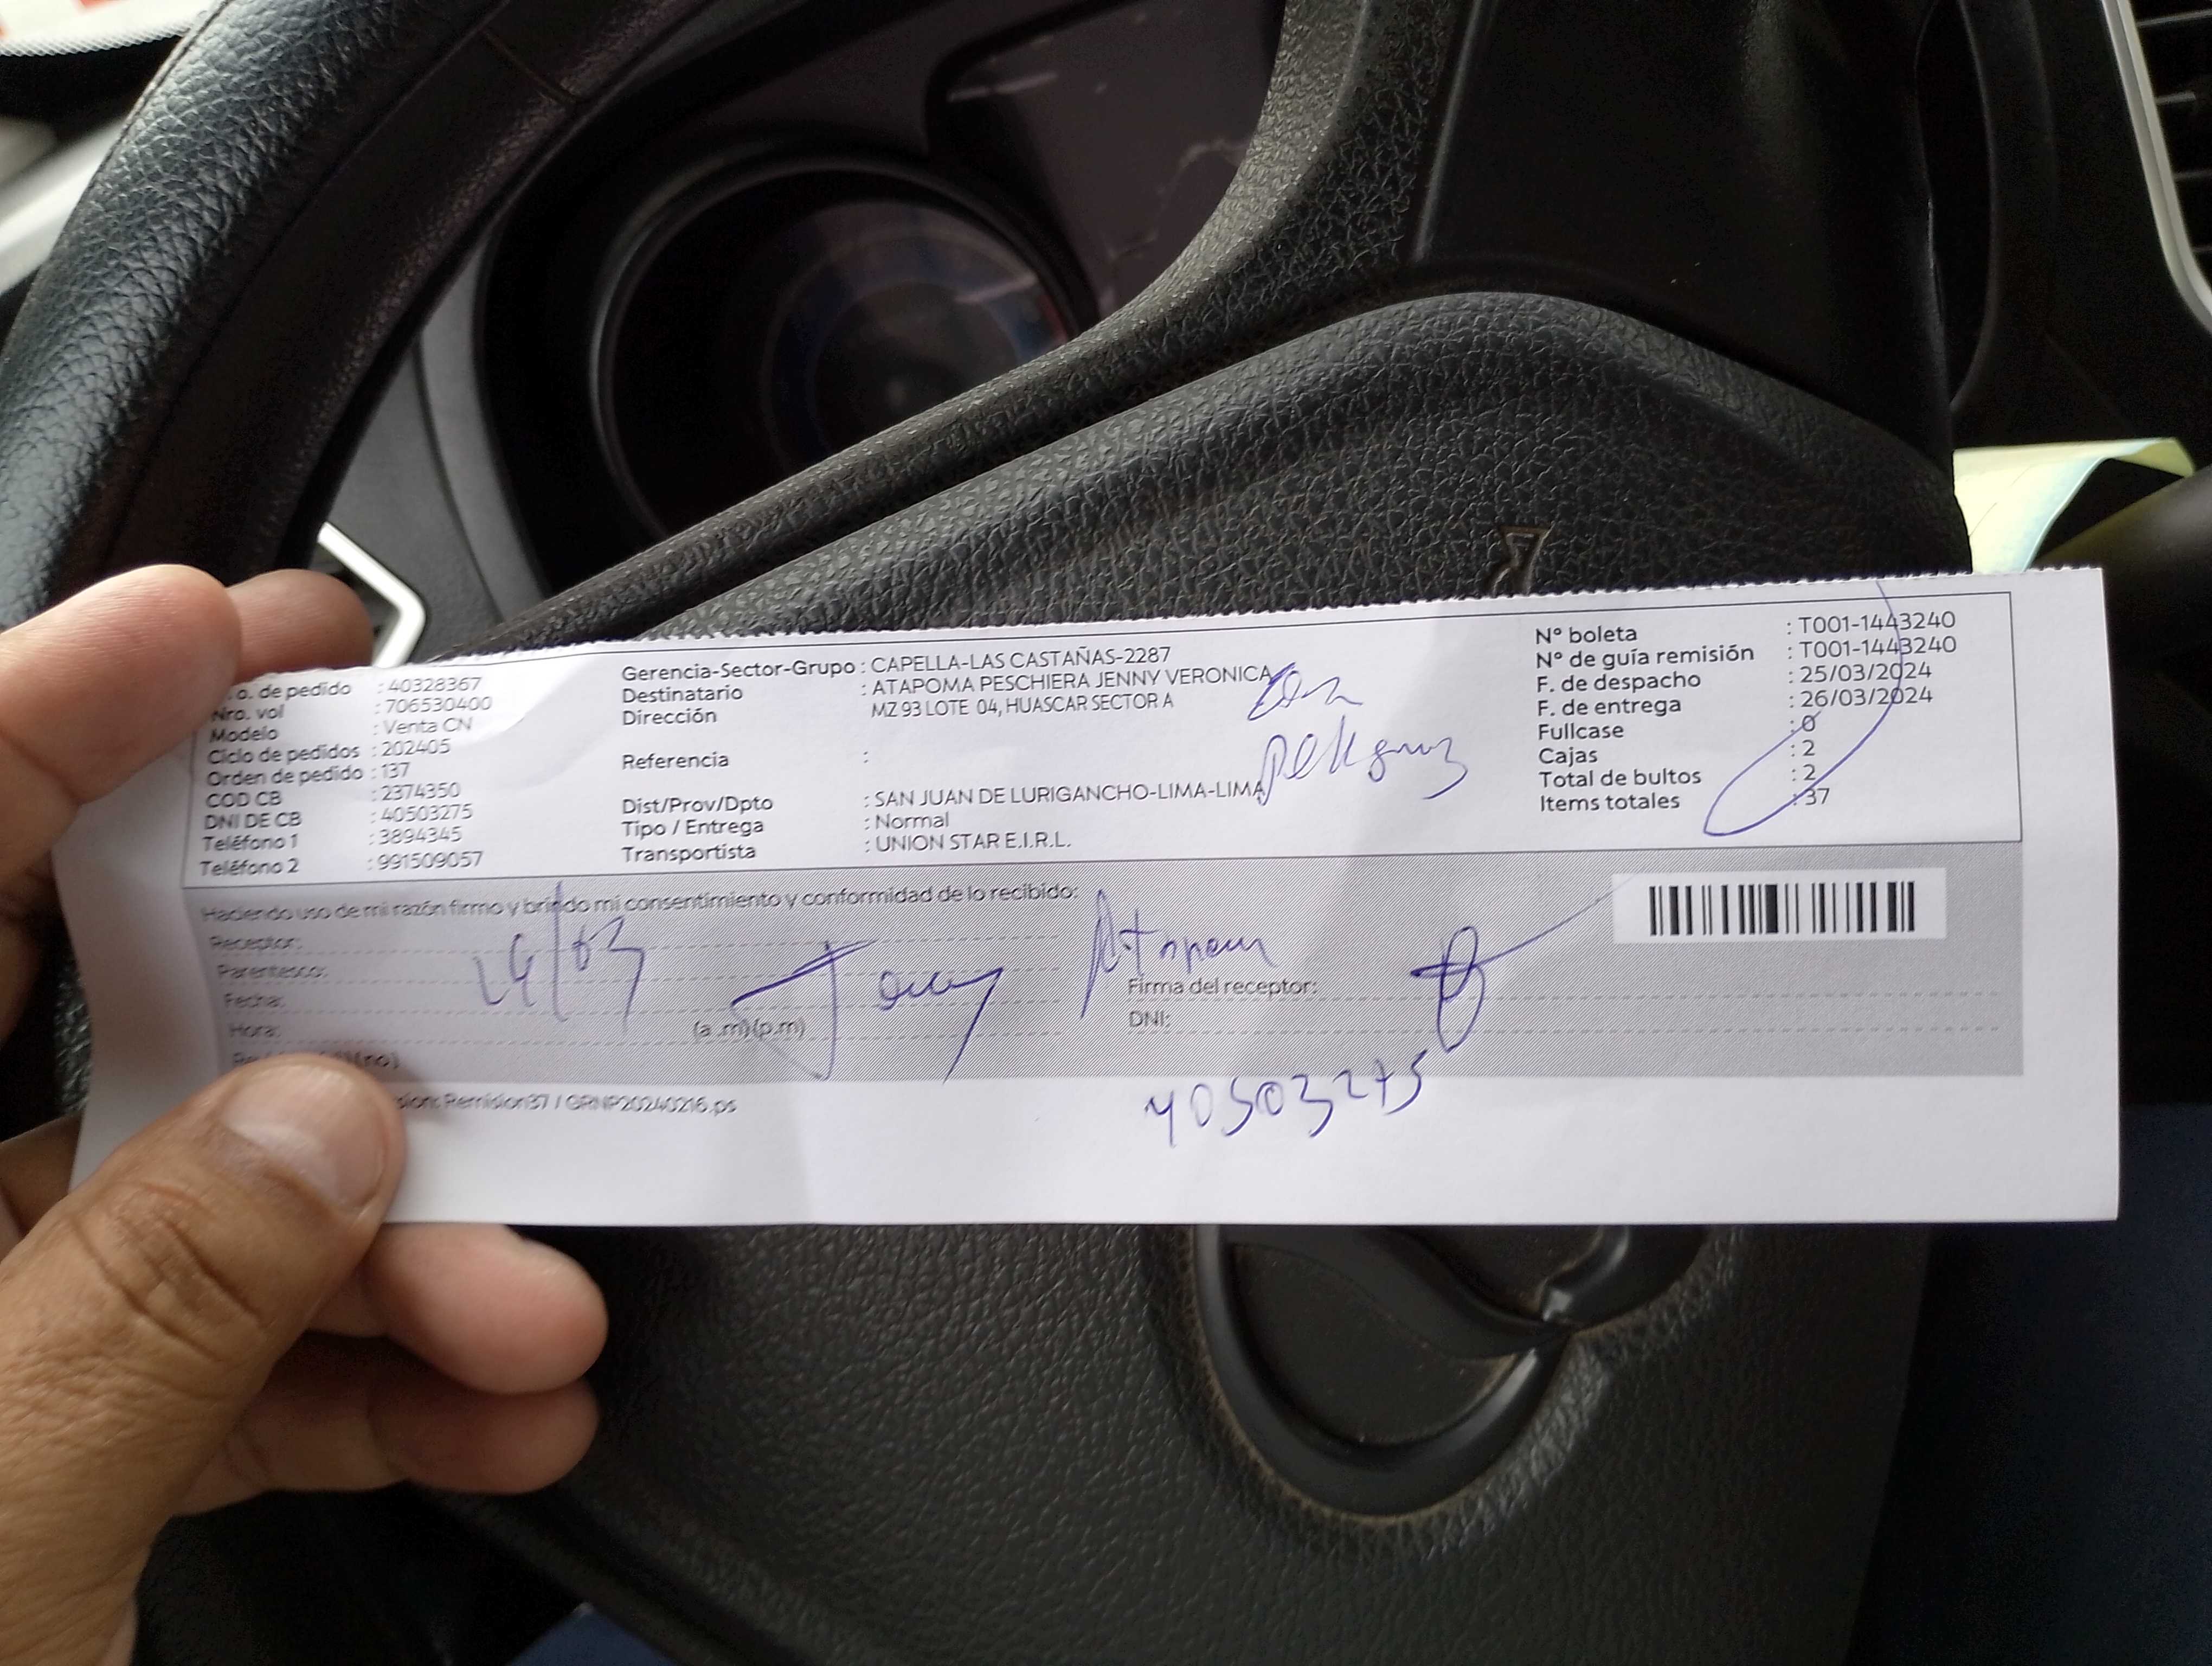 o. de pedido : 40328367
Nro. vol : 706530400
Modelo : Venta CN
Ciclo de pedidos : 202405
Orden de pedido : 137
COD CB : 2374350
DNI DE CB : 40503275
Teléfono 1 : 3894345
Teléfono 2 : 991509057
Gerencia-Sector-Grupo : CAPELLA-LAS CASTAÑAS-2287
Destinatario : ATAPOMA PESCHIERA JENNY VERONICA
Dirección MZ 93 LOTE 04, HUASCAR SECTOR A
Referencia :
Dist/Prov/Dpto : SAN JUAN DE LURIGANCHO-LIMA-LIMA
Tipo / Entrega : Normal
Transportista : UNION STAR E.I.R.L.
N° boleta : T001-1443240
N° de guía remisión : T001-1443240
F. de despacho : 25/03/2024
F. de entrega : 26/03/2024
Fullcase : 0
Cajas : 2
Total de bultos : 2
Items totales : 37
Haciendo uso de mi razón firmo y brindo mi consentimiento y conformidad de lo recibido:
Receptor:
Parentesco:
Fecha:
Hora: (a .m) (p.m)
Firma del receptor:
DNI:
40503275
Remision37 / GRNP20240216.ps